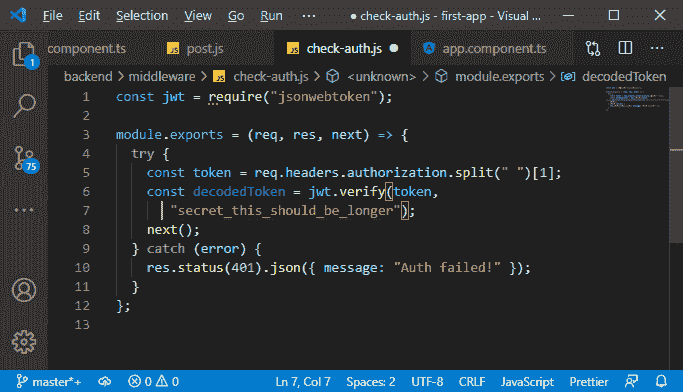 File Edit Selection View Go Run ··· ● check-auth.js - first-app - Visual ...
component.ts JS post.js JS check-auth.js ● app.component.ts ···
backend > middleware > JS check-auth.js > <unknown> > module.exports > decodedToken
1 const jwt = require("jsonwebtoken");
2
3 module.exports = (req, res, next) => {
4 try {
5 const token = req.headers.authorization.split(" ")[1];
6 const decodedToken = jwt.verify(token,
7 "secret_this_should_be_longer");
8 next();
9 } catch (error) {
10 res.status(401).json({ message: "Auth failed!" });
11 }
12 };
13
1
75
master*+ 0 0 Ln 7, Col 7 Spaces: 2 UTF-8 CRLF JavaScript Prettier